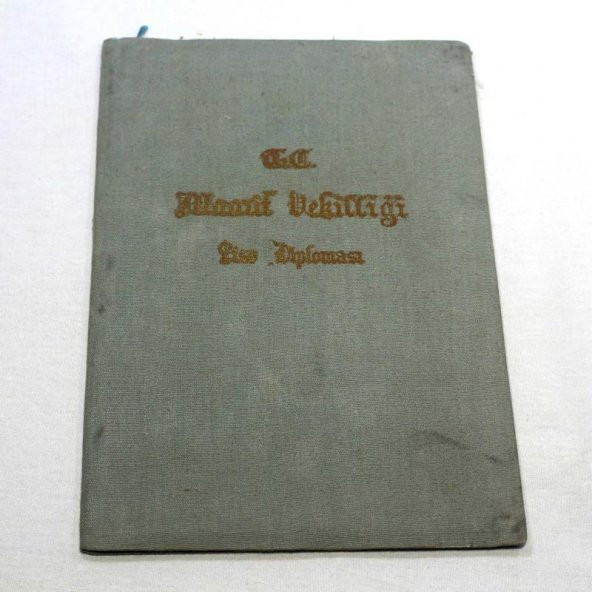 T.C.
Maarif Vekilliği
Lise Diploması